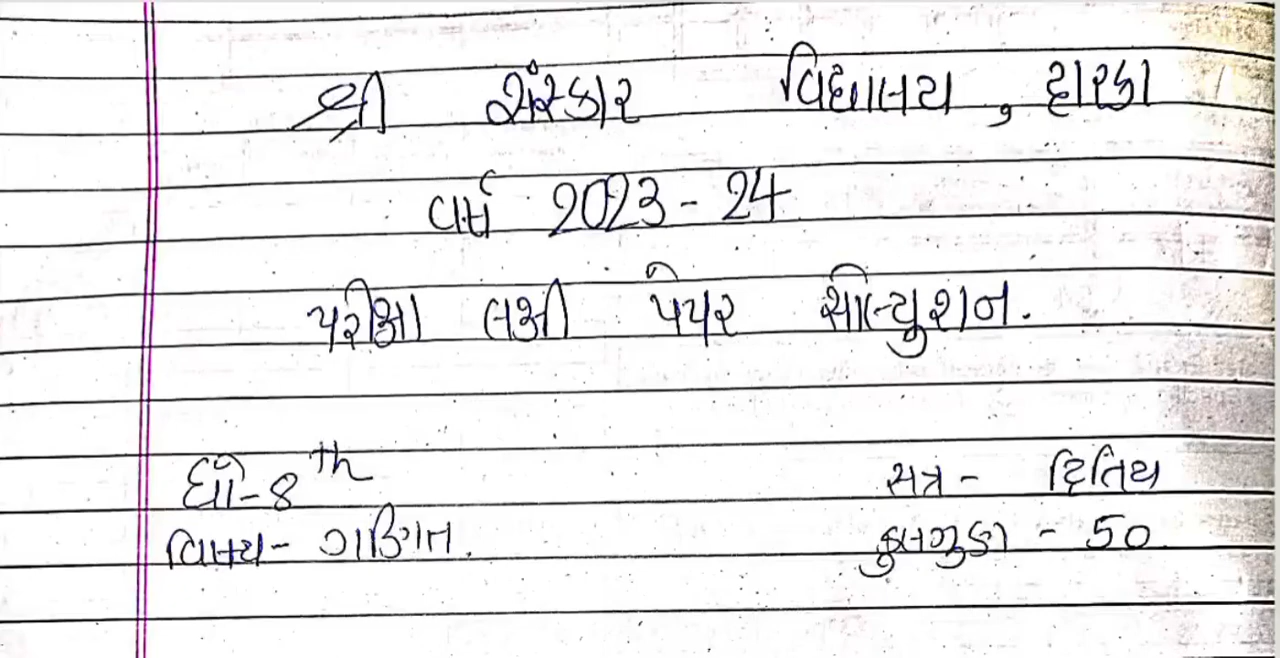 શ્રી સંસ્કાર વિદ્યાલય, દ્વારકા
વર્ષ 2023-24
પરીક્ષા લક્ષી પેપર સોલ્યુશન.
ધો-8th સત્ર - દ્વિતિય
વિષય- ગણિત. કુલગુણ - 50